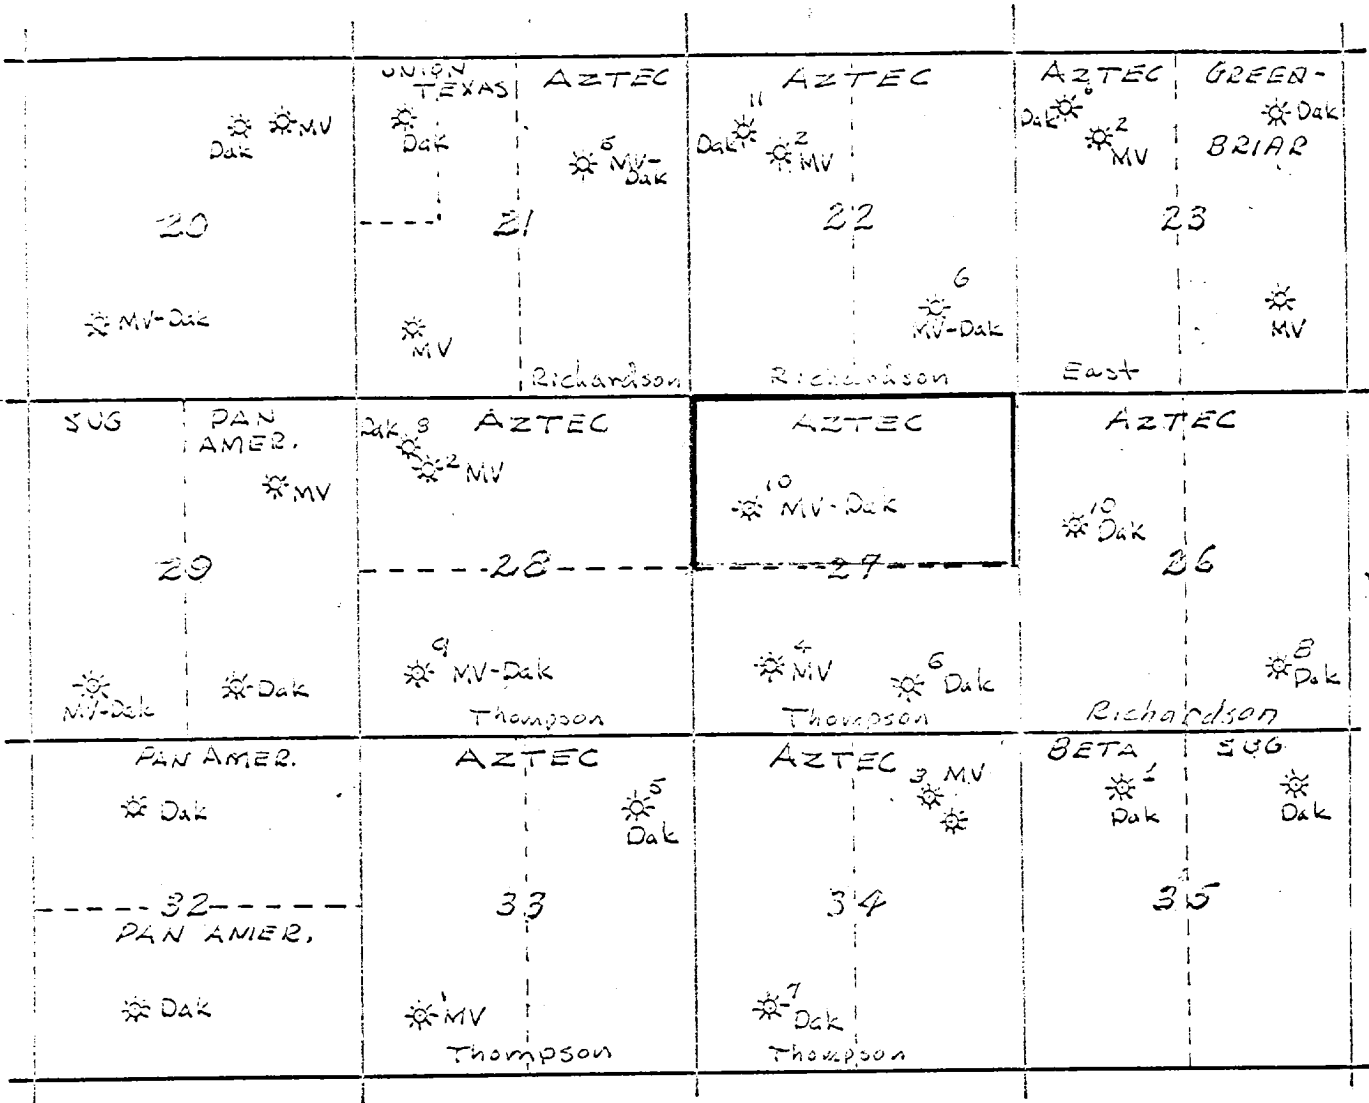 UNION
TEXAS
AZTEC
AZTEC
AZTEC
GREEN-
BRIAR
Dak
MV
Dak
5 MV-
Dak
11
Dak
2
MV
Dak
2
MV
Dak
20
21
22
23
MV-Dak
MV
6
MV-Dak
MV
Richardson
Richardson
East
SUG
PAN
AMER.
AZTEC
AZTEC
AZTEC
MV
Dak 8
2 MV
10
MV-Dak
10
Dak
29
28
27
26
MV-Dak
Dak
9
MV-Dak
4
MV
6 Dak
8
Dak
Thompson
Thompson
Richardson
PAN AMER.
AZTEC
AZTEC
BETA
SUG
Dak
5
Dak
3 MV
1
Dak
Dak
32
33
34
35
PAN AMER.
Dak
1
MV
7
Dak
Thompson
Thompson